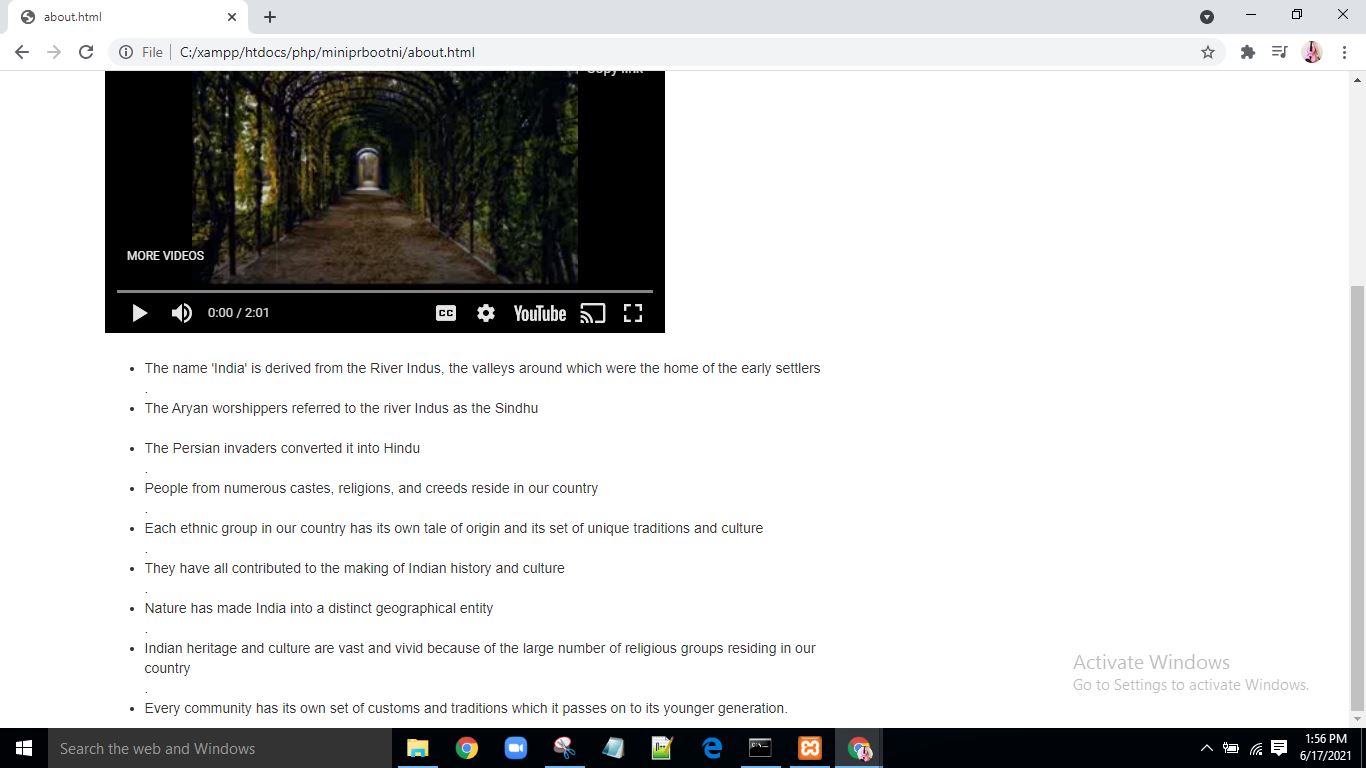 about.html
File
C:/xampp/htdocs/php/miniprbootni/about.html
Copy link
MORE VIDEOS
0:00 / 2:01
CC
YouTube
• The name 'India' is derived from the River Indus, the valleys around which were the home of the early settlers
.
• The Aryan worshippers referred to the river Indus as the Sindhu
• The Persian invaders converted it into Hindu
.
• People from numerous castes, religions, and creeds reside in our country
.
• Each ethnic group in our country has its own tale of origin and its set of unique traditions and culture
.
• They have all contributed to the making of Indian history and culture
.
• Nature has made India into a distinct geographical entity
.
• Indian heritage and culture are vast and vivid because of the large number of religious groups residing in our
country
.
• Every community has its own set of customs and traditions which it passes on to its younger generation.
Activate Windows
Go to Settings to activate Windows.
Search the web and Windows
1:56 PM
6/17/2021